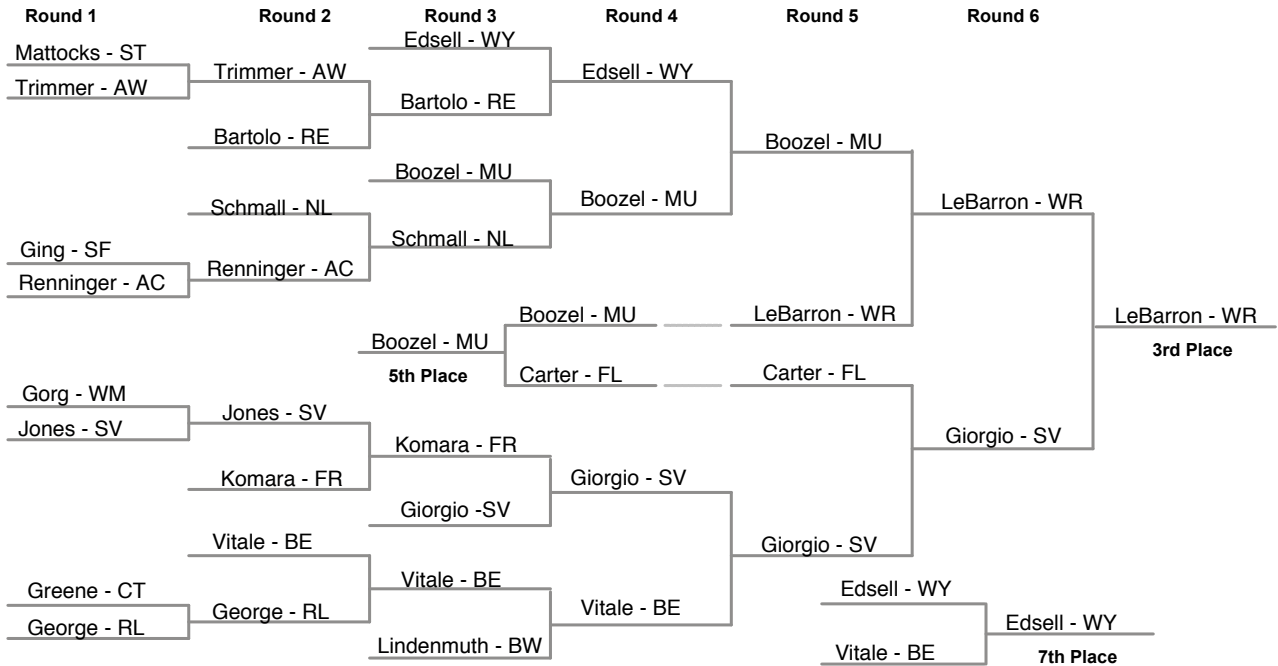 Round 1
Round 2
Round 3
Round 4
Round 5
Round 6
Mattocks - ST
Trimmer - AW
Ging - SF
Renninger - AC
Gorg - WM
Jones - SV
Greene - CT
George - RL
Trimmer - AW
Bartolo - RE
Schmall - NL
Renninger - AC
Jones - SV
Komara - FR
Vitale - BE
George - RL
Edsell - WY
Bartolo - RE
Boozel - MU
Schmall - NL
Komara - FR
Giorgio -SV
Vitale - BE
Lindenmuth - BW
Edsell - WY
Boozel - MU
Giorgio - SV
Vitale - BE
Boozel - MU
LeBarron - WR
Carter - FL
Giorgio - SV
LeBarron - WR
Giorgio - SV
LeBarron - WR
3rd Place
Boozel - MU
Carter - FL
Boozel - MU
5th Place
Edsell - WY
Vitale - BE
Edsell - WY
7th Place